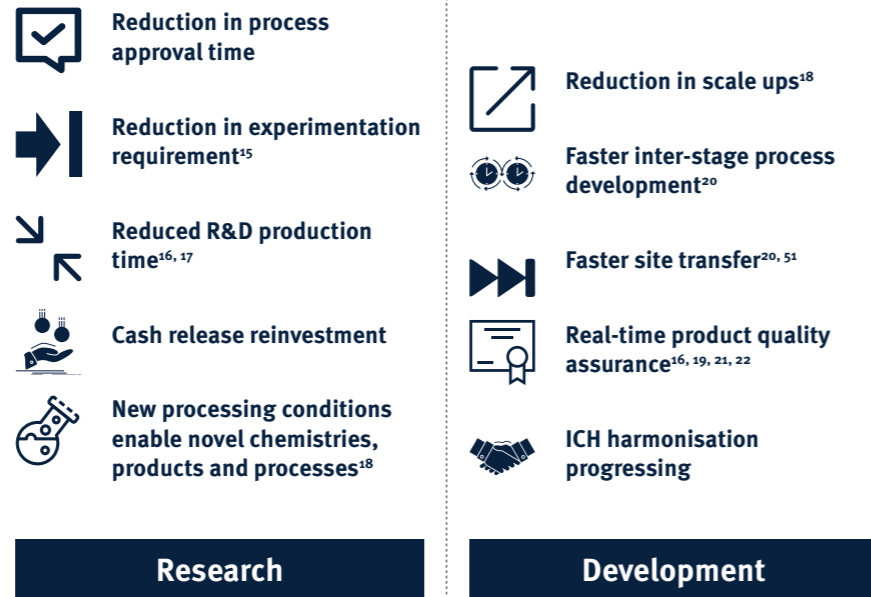 Reduction in process
approval time
Reduction in experimentation
requirement¹⁵
Reduced R&D production
time¹⁶, ¹⁷
Cash release reinvestment
New processing conditions
enable novel chemistries,
products and processes¹⁸
Research
Reduction in scale ups¹⁸
Faster inter-stage process
development²⁰
Faster site transfer²⁰, ⁵¹
Real-time product quality
assurance¹⁶, ¹⁹, ²¹, ²²
ICH harmonisation
progressing
Development